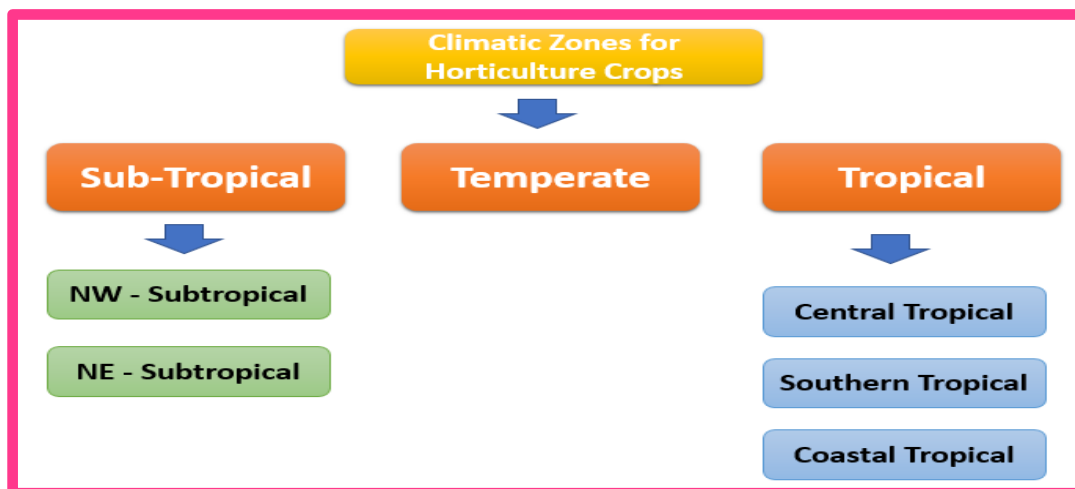 Climatic Zones for
Horticulture Crops
Sub-Tropical
Temperate
Tropical
NW - Subtropical
NE - Subtropical
Central Tropical
Southern Tropical
Coastal Tropical